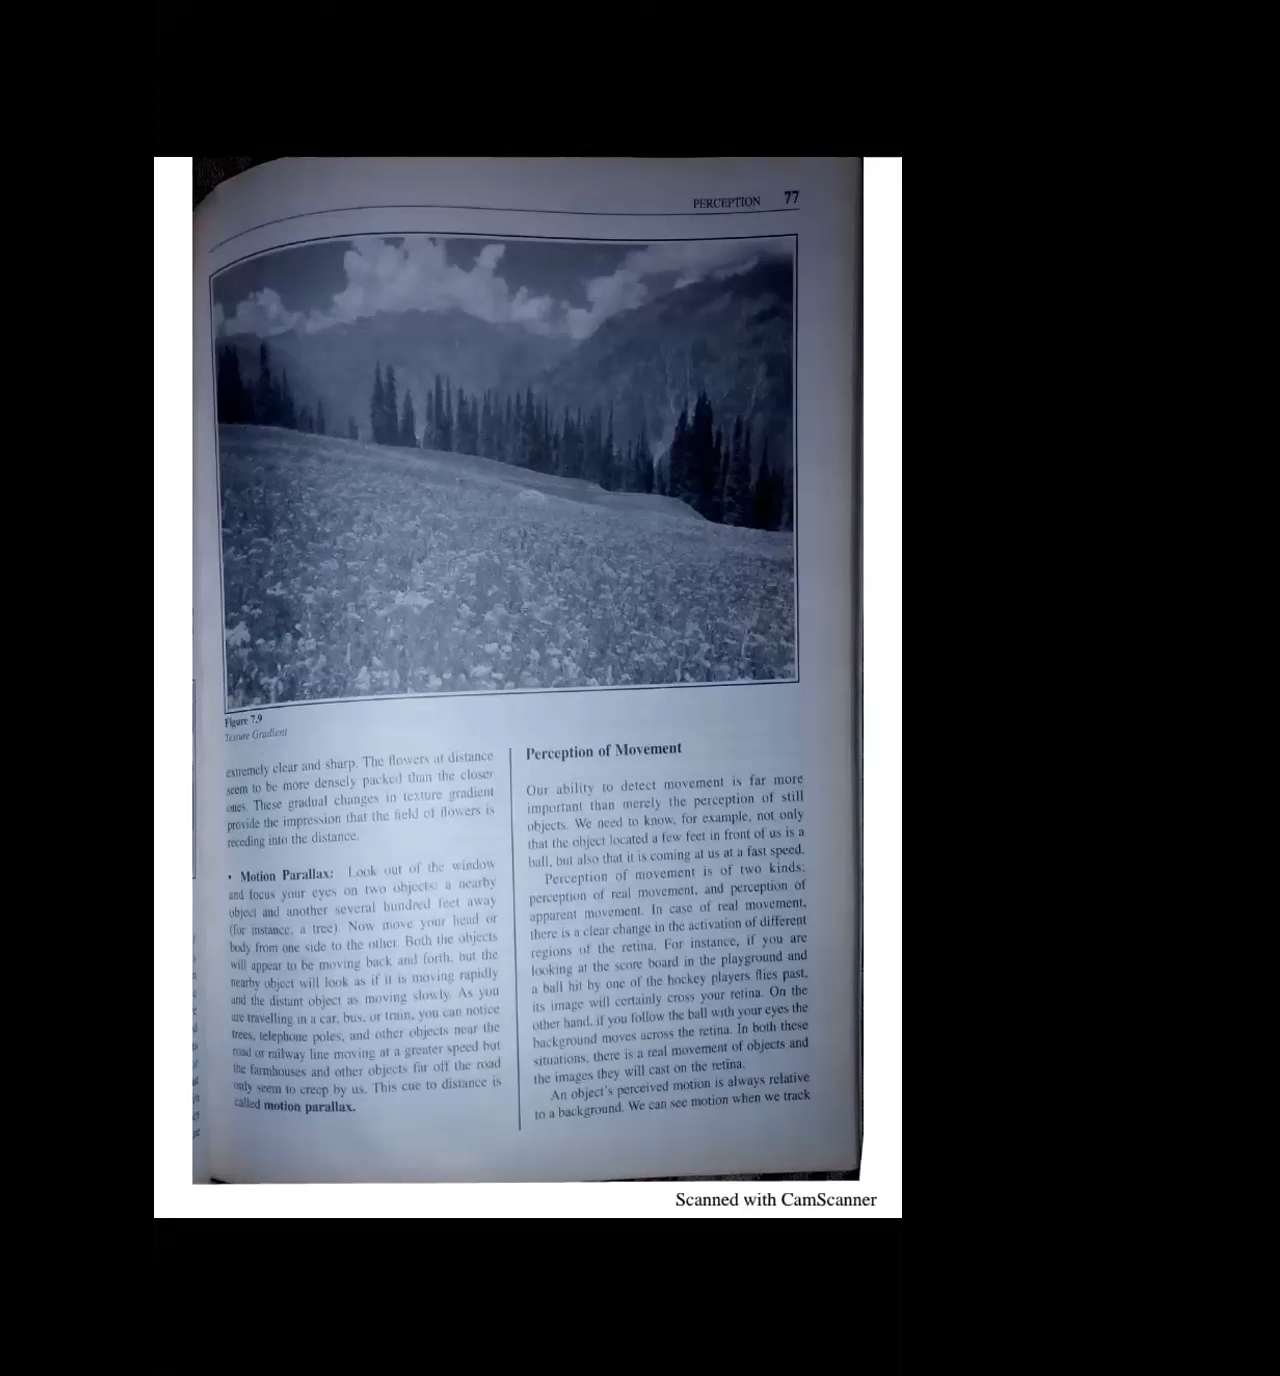 PERCEPTION 77
Figure 7.9
Texture Gradient
extremely clear and sharp. The flowers at distance
seem to be more densely packed than the closer
ones. These gradual changes in texture gradient
provide the impression that the field of flowers is
receding into the distance.
• Motion Parallax: Look out of the window
and focus your eyes on two objects: a nearby
object and another several hundred feet away
(for instance, a tree). Now move your head or
body from one side to the other. Both the objects
will appear to be moving back and forth, but the
nearby object will look as if it is moving rapidly
and the distant object as moving slowly. As you
are travelling in a car, bus, or train, you can notice
trees, telephone poles, and other objects near the
road or railway line moving at a greater speed but
the farmhouses and other objects far off the road
only seem to creep by us. This cue to distance is
called motion parallax.
Perception of Movement
Our ability to detect movement is far more
important than merely the perception of still
objects. We need to know, for example, not only
that the object located a few feet in front of us is a
ball, but also that it is coming at us at a fast speed.
Perception of movement is of two kinds;
perception of real movement, and perception of
apparent movement. In case of real movement,
there is a clear change in the activation of different
regions of the retina. For instance, if you are
looking at the score board in the playground and
a ball hit by one of the hockey players flies past,
its image will certainly cross your retina. On the
other hand, if you follow the ball with your eyes the
background moves across the retina. In both these
situations, there is a real movement of objects and
the images they will cast on the retina.
An object's perceived motion is always relative
to a background. We can see motion when we track
Scanned with CamScanner